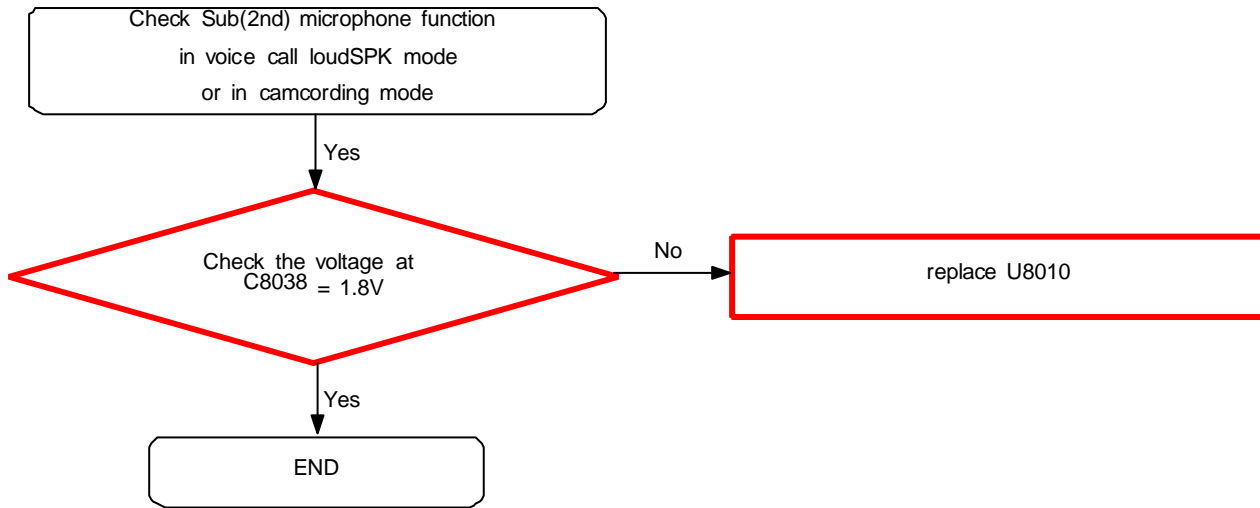 Check Sub(2nd) microphone function
in voice call loudSPK mode
or in camcording mode
Yes
Check the voltage at
C8038 = 1.8V
No
replace U8010
Yes
END